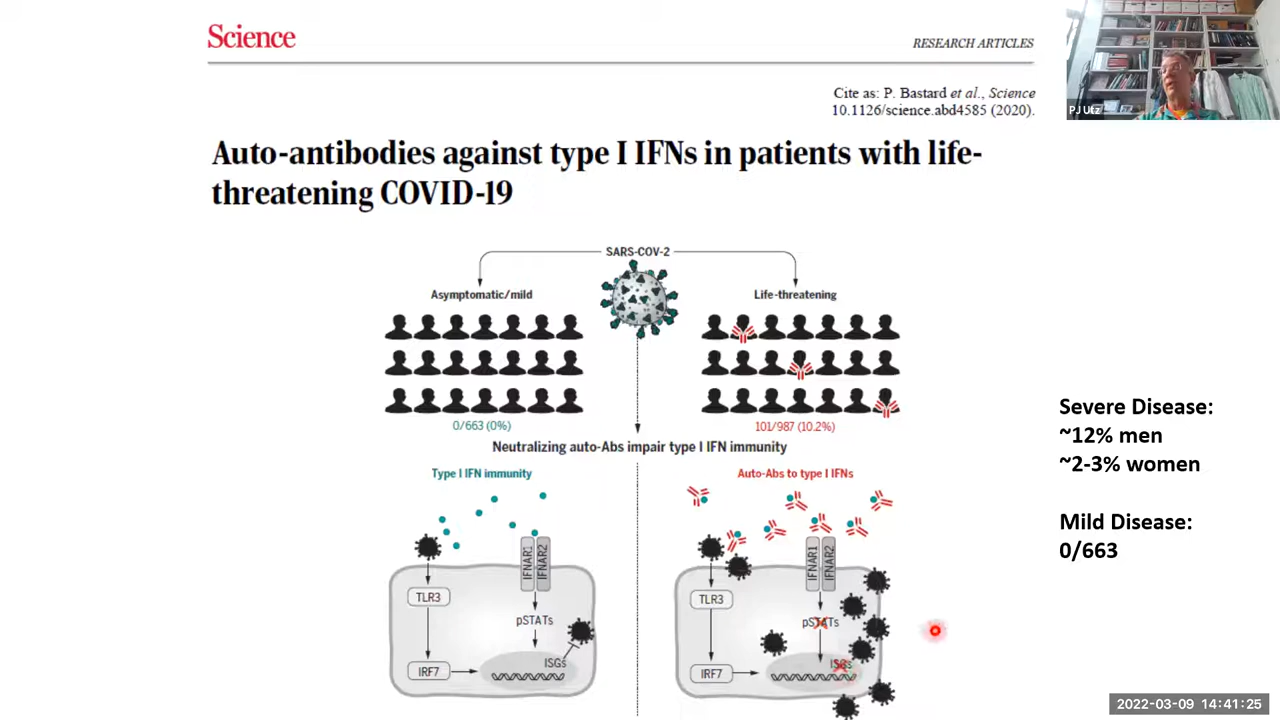 Science
RESEARCH ARTICLES
Cite as: P. Bastard et al., Science
10.1126/science.abd4585 (2020).
P J Utz
Auto-antibodies against type I IFNs in patients with life-
threatening COVID-19
SARS-COV-2
Asymptomatic/mild
Life-threatening
0/663 (0%)
101/987 (10.2%)
Neutralizing auto-Abs impair type I IFN immunity
Type I IFN immunity
Auto-Abs to type I IFNs
IFNAR1
IFNAR2
TLR3
pSTATs
ISGs
IRF7
IFNAR1
IFNAR2
TLR3
pSTATs
ISGs
IRF7
Severe Disease:
~12% men
~2-3% women
Mild Disease:
0/663
2022-03-09 14:41:25